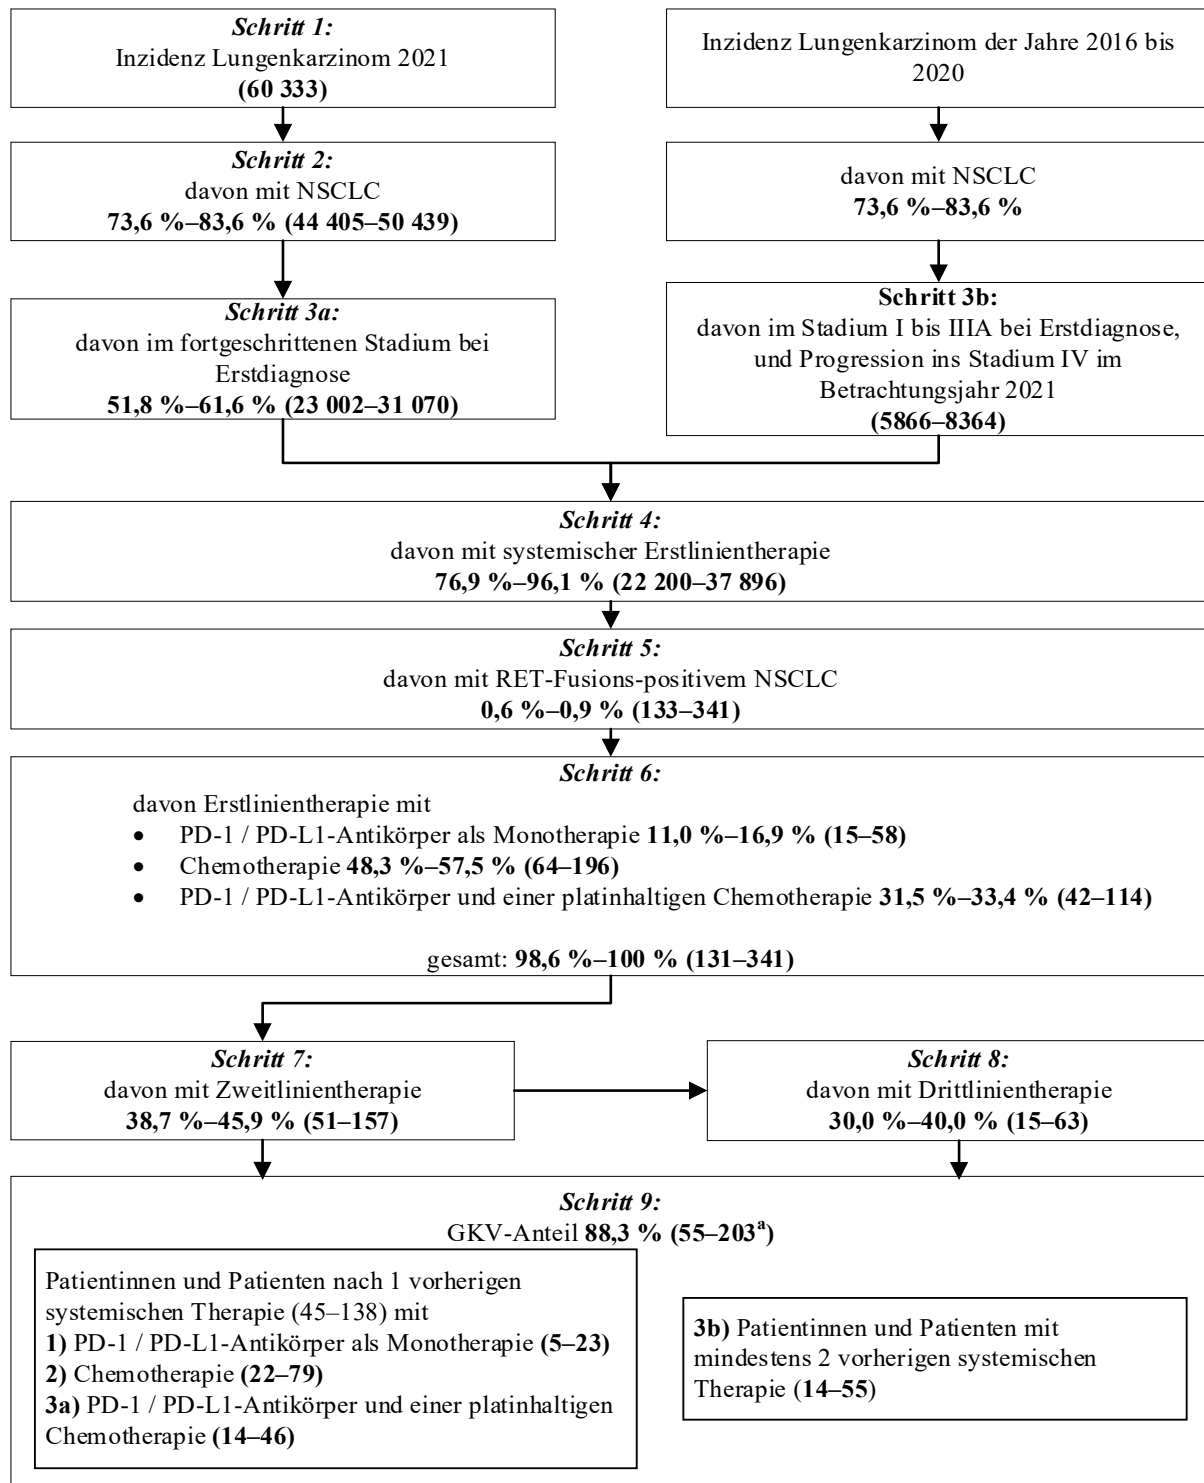 Schritt 1:
Inzidenz Lungenkarzinom 2021
(60 333)
Inzidenz Lungenkarzinom der Jahre 2016 bis
2020
Schritt 2:
davon mit NSCLC
73,6 %–83,6 % (44 405–50 439)
davon mit NSCLC
73,6 %–83,6 %
Schritt 3a:
davon im fortgeschrittenen Stadium bei
Erstdiagnose
51,8 %–61,6 % (23 002–31 070)
Schritt 3b:
davon im Stadium I bis IIIA bei Erstdiagnose,
und Progression ins Stadium IV im
Betrachtungsjahr 2021
(5866–8364)
Schritt 4:
davon mit systemischer Erstlinientherapie
76,9 %–96,1 % (22 200–37 896)
Schritt 5:
davon mit RET-Fusions-positivem NSCLC
0,6 %–0,9 % (133–341)
Schritt 6:
davon Erstlinientherapie mit
• PD-1 / PD-L1-Antikörper als Monotherapie 11,0 %–16,9 % (15–58)
• Chemotherapie 48,3 %–57,5 % (64–196)
• PD-1 / PD-L1-Antikörper und einer platinhaltigen Chemotherapie 31,5 %–33,4 % (42–114)
gesamt: 98,6 %–100 % (131–341)
Schritt 7:
davon mit Zweitlinientherapie
38,7 %–45,9 % (51–157)
Schritt 8:
davon mit Drittlinientherapie
30,0 %–40,0 % (15–63)
Schritt 9:
GKV-Anteil 88,3 % (55–203ª)
Patientinnen und Patienten nach 1 vorherigen
systemischen Therapie (45–138) mit
1) PD-1 / PD-L1-Antikörper als Monotherapie (5–23)
2) Chemotherapie (22–79)
3a) PD-1 / PD-L1-Antikörper und einer platinhaltigen
Chemotherapie (14–46)
3b) Patientinnen und Patienten mit
mindestens 2 vorherigen systemischen
Therapie (14–55)